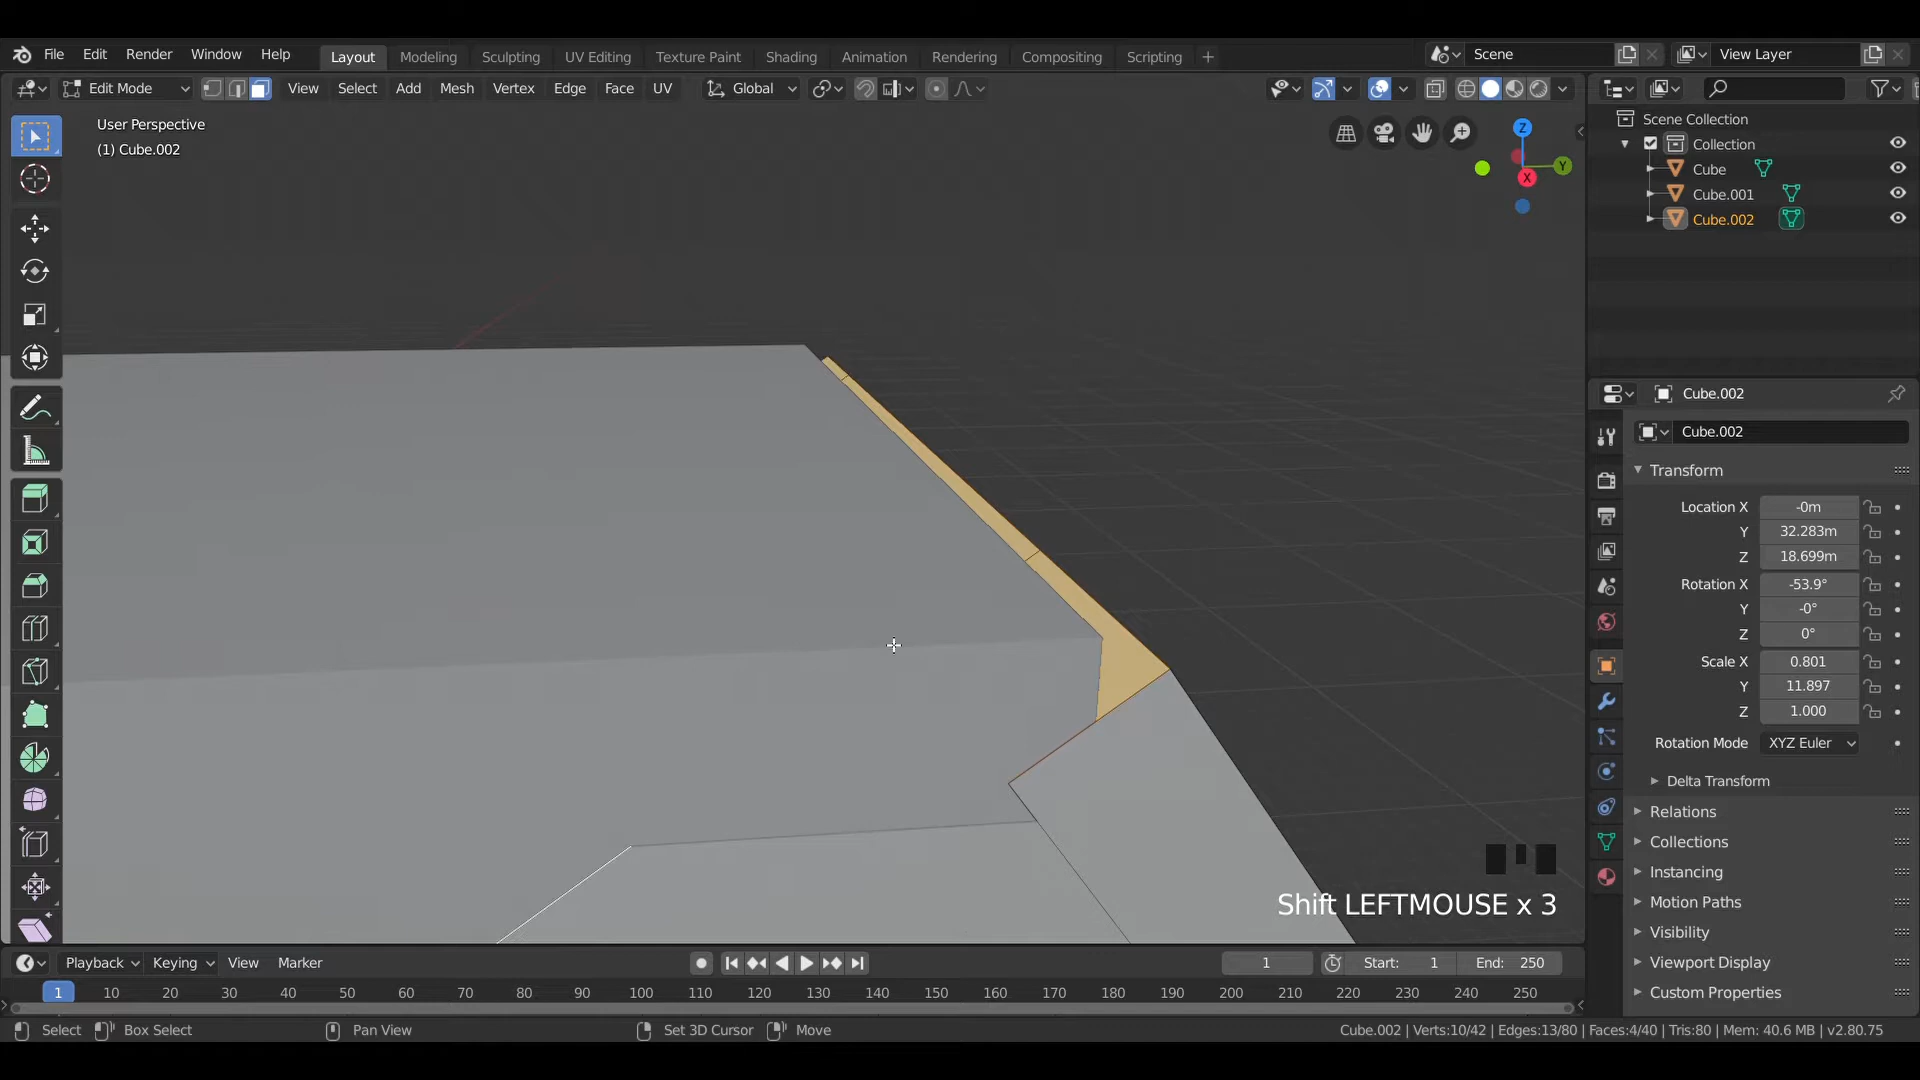 File Edit Render Window Help Layout Modeling Sculpting UV Editing Texture Paint Shading Animation Rendering Compositing Scripting + Scene View Layer
Edit Mode View Select Add Mesh Vertex Edge Face UV Global
User Perspective
(1) Cube.002
Z
Y
X
Scene Collection
Collection
Cube
Cube.001
Cube.002
Cube.002
Cube.002
Transform
Location X -0m
Y 32.283m
Z 18.699m
Rotation X -53.9°
Y -0°
Z 0°
Scale X 0.801
Y 11.897
Z 1.000
Rotation Mode XYZ Euler
Delta Transform
Relations
Collections
Instancing
Motion Paths
Visibility
Viewport Display
Custom Properties
Shift LEFTMOUSE x 3
Playback Keying View Marker 1 Start: 1 End: 250
1 10 20 30 40 50 60 70 80 90 100 110 120 130 140 150 160 170 180 190 200 210 220 230 240 250
Select Box Select Pan View Set 3D Cursor Move Cube.002 | Verts:10/42 | Edges:13/80 | Faces:4/40 | Tris:80 | Mem: 40.6 MB | v2.80.75